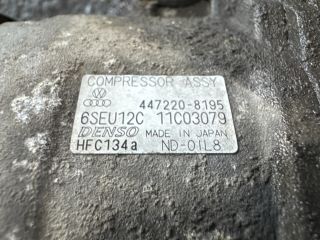 COMPRESSOR ASSY
447220-8195
6SEU12C 11C03079
DENSO MADE IN JAPAN
HFC134a ND-OIL8